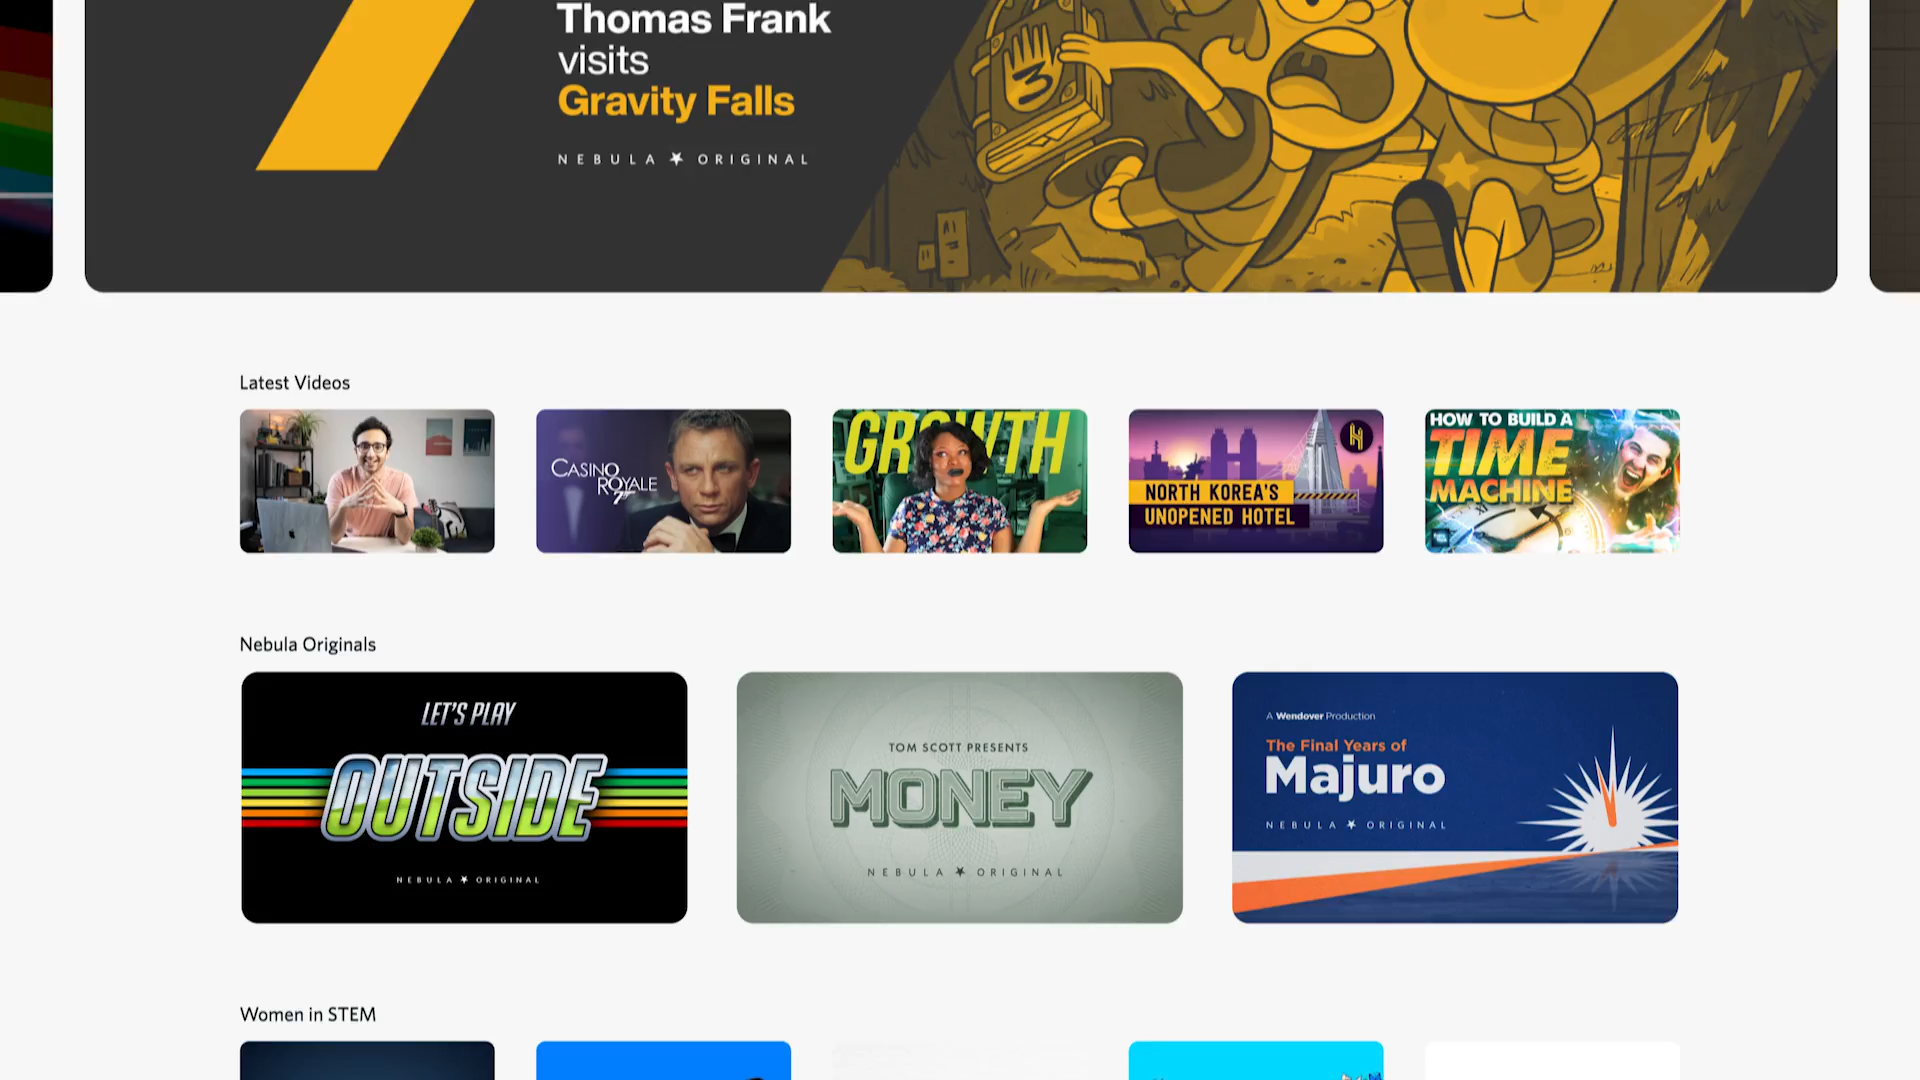 Thomas Frank
visits
Gravity Falls
NEBULA ★ ORIGINAL
3
Latest Videos
CASINO
ROYALE
7
GROWTH
NORTH KOREA'S
UNOPENED HOTEL
HOW TO BUILD A
TIME
MACHINE
Nebula Originals
LET'S PLAY
OUTSIDE
NEBULA ★ ORIGINAL
TOM SCOTT PRESENTS
MONEY
NEBULA ★ ORIGINAL
A Wendover Production
The Final Years of
Majuro
NEBULA ★ ORIGINAL
Women in STEM